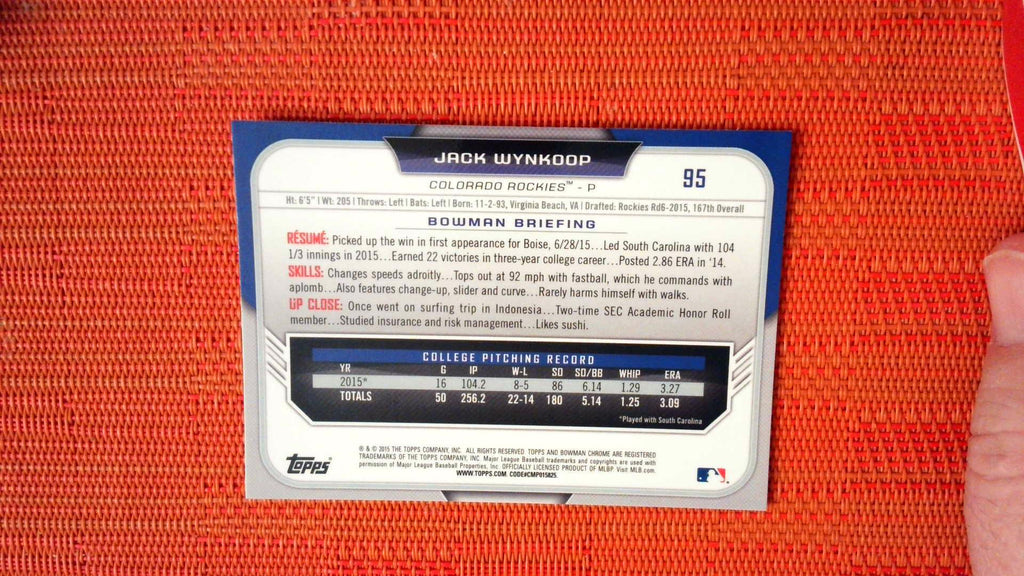 JACK WYNKOOP
95
COLORADO ROCKIES™ - P
Ht: 6'5" | Wt: 205 | Throws: Left | Bats: Left | Born: 11-2-93, Virginia Beach, VA | Drafted: Rockies Rd6-2015, 167th Overall
BOWMAN BRIEFING
RÉSUMÉ: Picked up the win in first appearance for Boise, 6/28/15...Led South Carolina with 104
1/3 innings in 2015...Earned 22 victories in three-year college career...Posted 2.86 ERA in '14.
SKILLS: Changes speeds adroitly...Tops out at 92 mph with fastball, which he commands with
aplomb...Also features change-up, slider and curve...Rarely harms himself with walks.
UP CLOSE: Once went on surfing trip in Indonesia...Two-time SEC Academic Honor Roll
member...Studied insurance and risk management...Likes sushi.
COLLEGE PITCHING RECORD
YR G IP W-L SO SO/BB WHIP ERA
2015* 16 104.2 8-5 86 6.14 1.29 3.27
TOTALS 50 256.2 22-14 180 5.14 1.25 3.09
*Played with South Carolina
® & © 2015 THE TOPPS COMPANY, INC. ALL RIGHTS RESERVED. TOPPS AND BOWMAN CHROME ARE REGISTERED
TRADEMARKS OF THE TOPPS COMPANY, INC. Major League Baseball trademarks and copyrights are used with
permission of Major League Baseball Properties, Inc. OFFICIALLY LICENSED PRODUCT OF MLBP. Visit MLB.com.
WWW.TOPPS.COM CODE#CMP015825
Topps